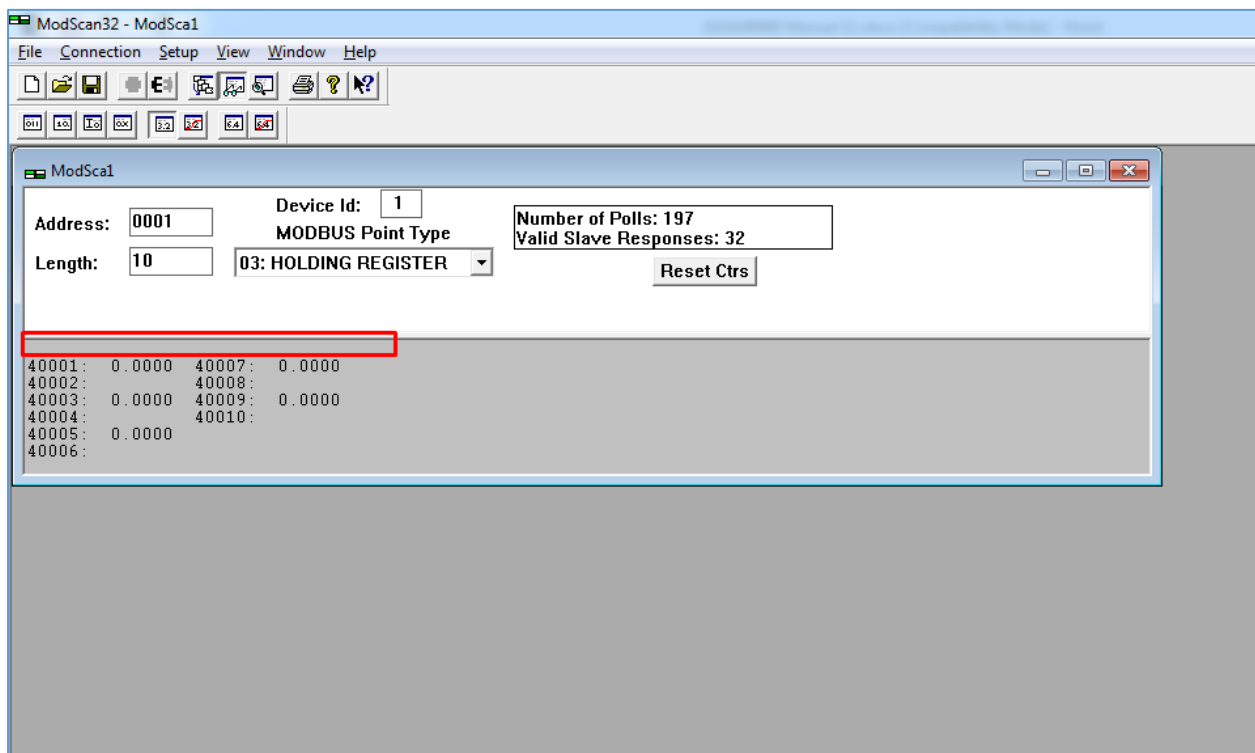 ModScan32 - ModSca1
File Connection Setup View Window Help
ModSca1
Address: 0001
Device Id: 1
MODBUS Point Type
Length: 10
03: HOLDING REGISTER
Number of Polls: 197
Valid Slave Responses: 32
Reset Ctrs
40001: 0.0000 40007: 0.0000
40002: 40008:
40003: 0.0000 40009: 0.0000
40004: 40010:
40005: 0.0000
40006: